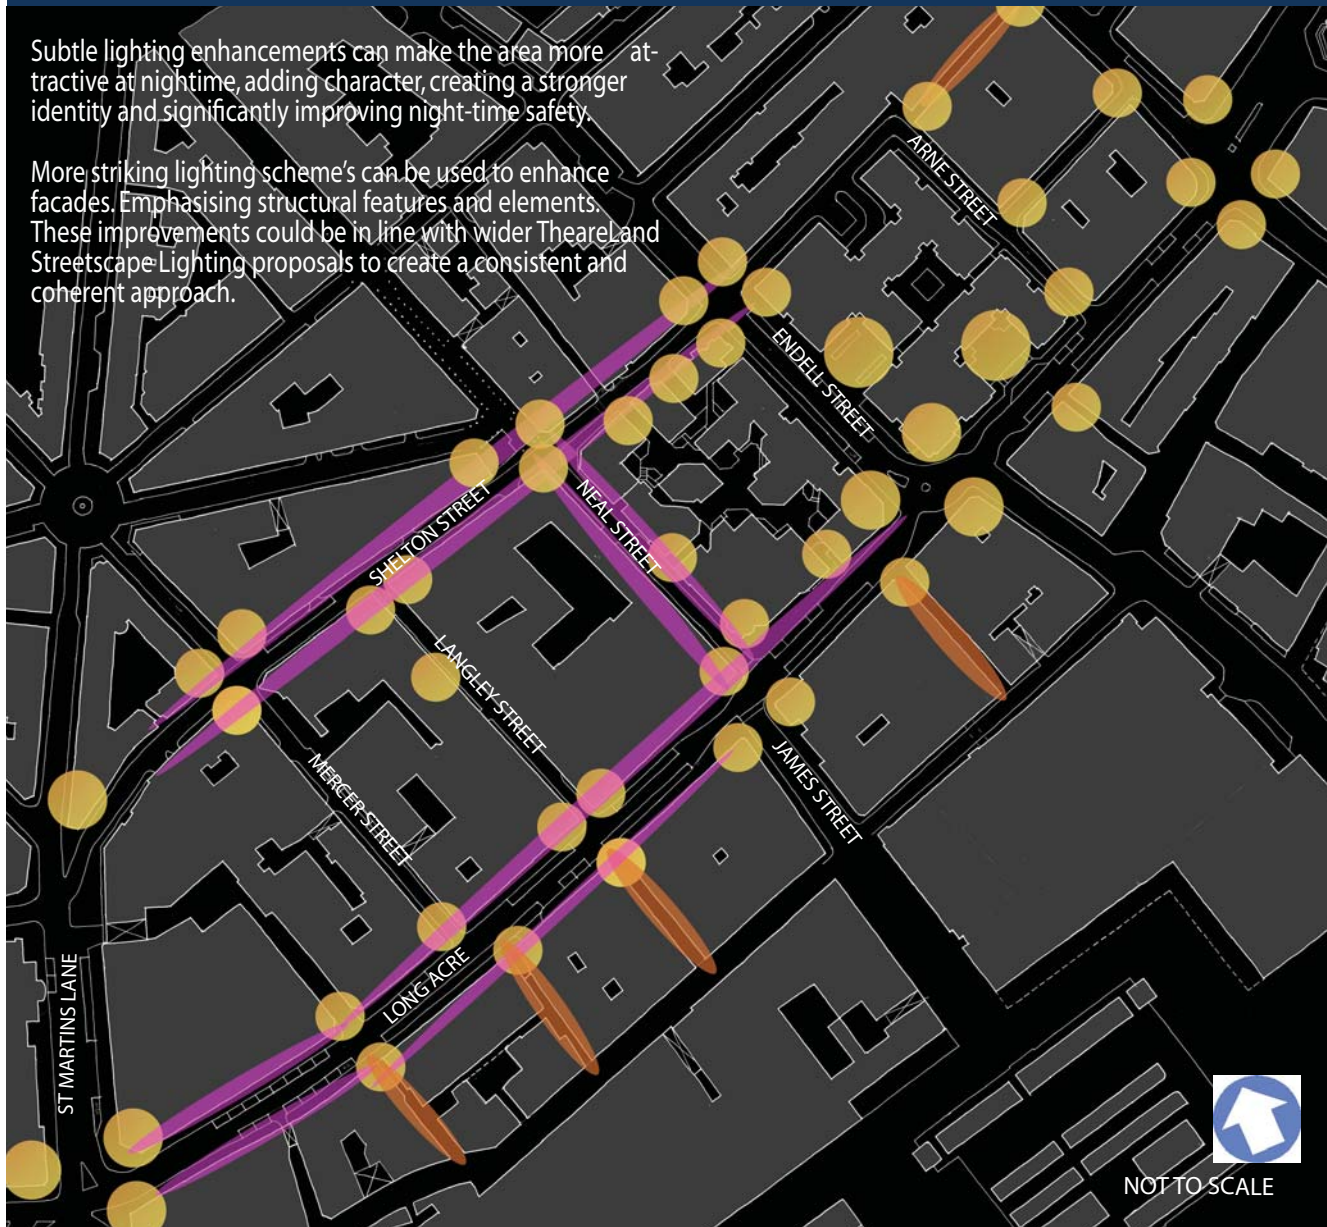 Subtle lighting enhancements can make the area more at-
tractive at nightime, adding character, creating a stronger
identity and significantly improving night-time safety.
More striking lighting scheme's can be used to enhance
facades. Emphasising structural features and elements.
These improvements could be in line with wider TheareLand
Streetscape Lighting proposals to create a consistent and
coherent approach.
ARNE STREET
ENDELL STREET
NEAL STREET
SHELTON STREET
LANGLEY STREET
MERCER STREET
JAMES STREET
LONG ACRE
ST MARTINS LANE
NOT TO SCALE